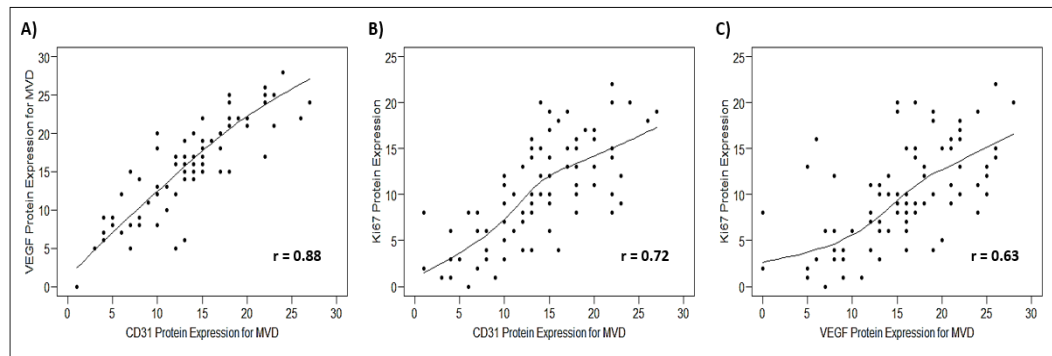 A)
VEGF Protein Expression for MVD
30
25
20
15
10
5
0
0 5 10 15 20 25 30
CD31 Protein Expression for MVD
r = 0.88
B)
Ki67 Protein Expression
25
20
15
10
5
0
0 5 10 15 20 25 30
CD31 Protein Expression for MVD
r = 0.72
C)
Ki67 Protein Expression
25
20
15
10
5
0
0 5 10 15 20 25 30
VEGF Protein Expression for MVD
r = 0.63